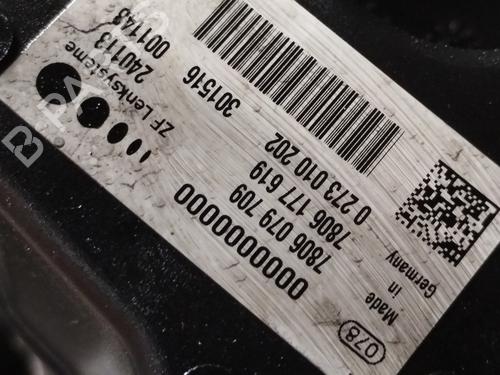 ZF Lenksysteme
240113
001143
301516
0000000000
7806 079 709
7806 177 619
0 273 010 202
Made
in
Germany
078